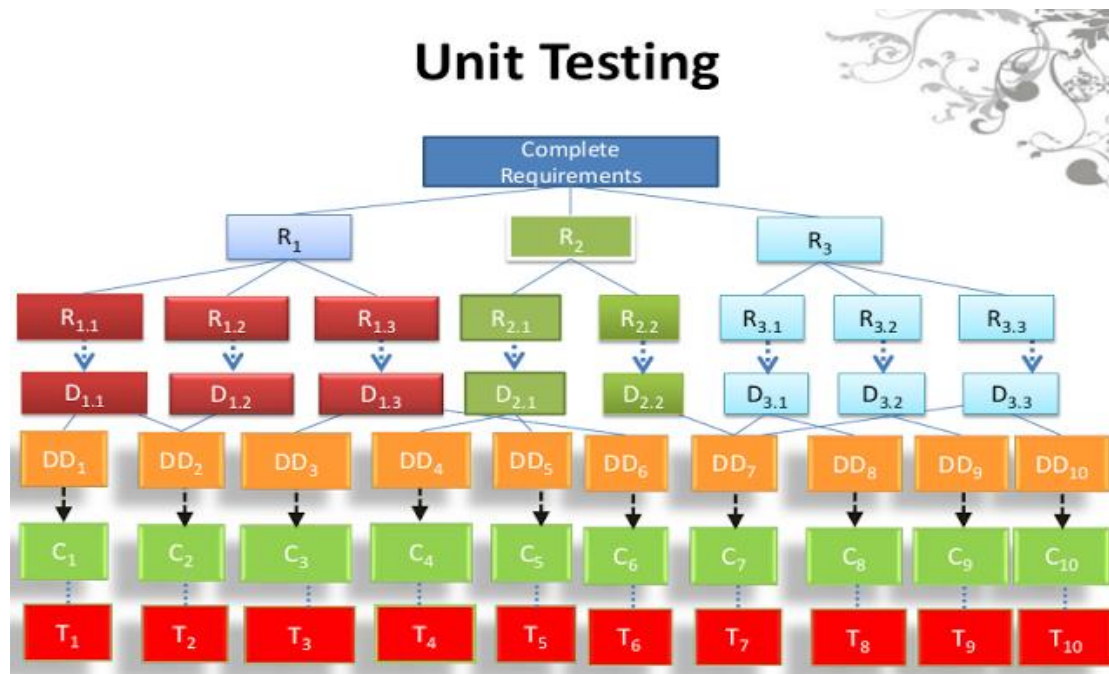 Unit Testing
Complete
Requirements
R1 R2 R3
R1.1 R1.2 R1.3 R2.1 R2.2 R3.1 R3.2 R3.3
D1.1 D1.2 D1.3 D2.1 D2.2 D3.1 D3.2 D3.3
DD1 DD2 DD3 DD4 DD5 DD6 DD7 DD8 DD9 DD10
C1 C2 C3 C4 C5 C6 C7 C8 C9 C10
T1 T2 T3 T4 T5 T6 T7 T8 T9 T10